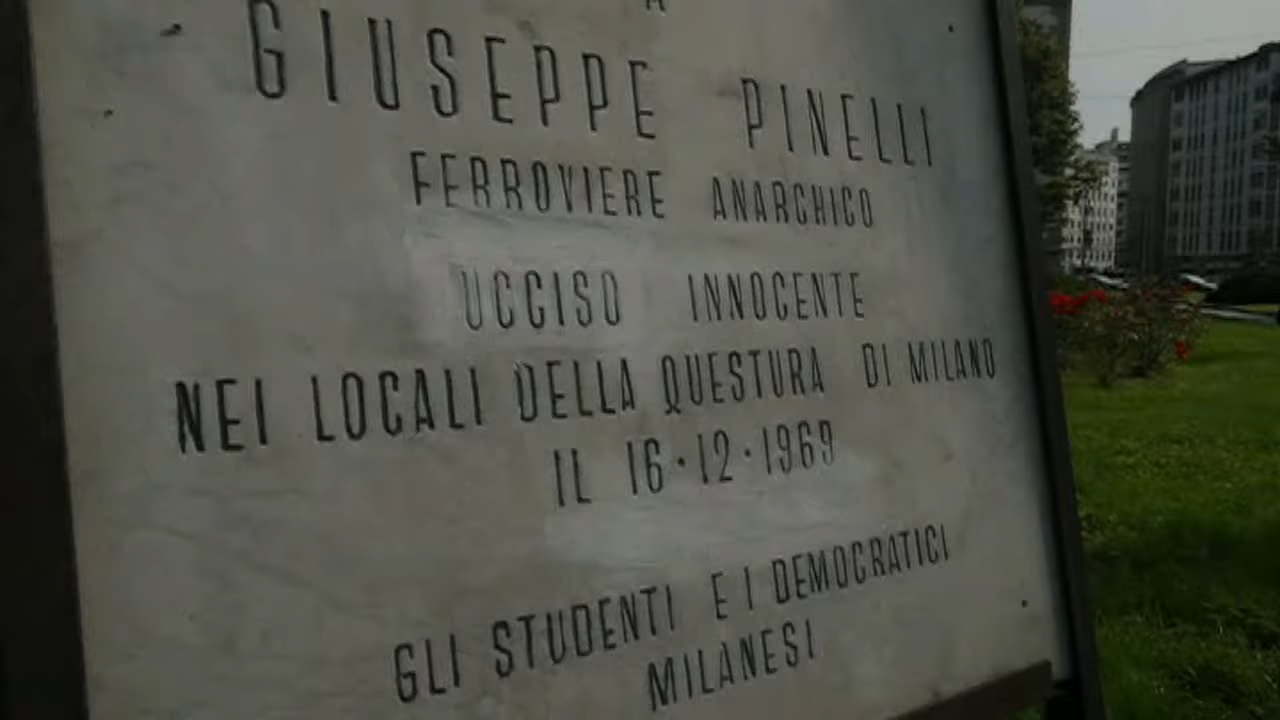 A
GIUSEPPE PINELLI
FERROVIERE ANARCHICO
UCCISO INNOCENTE
NEI LOCALI DELLA QUESTURA DI MILANO
IL 16·12·1969
GLI STUDENTI E I DEMOCRATICI
MILANESI